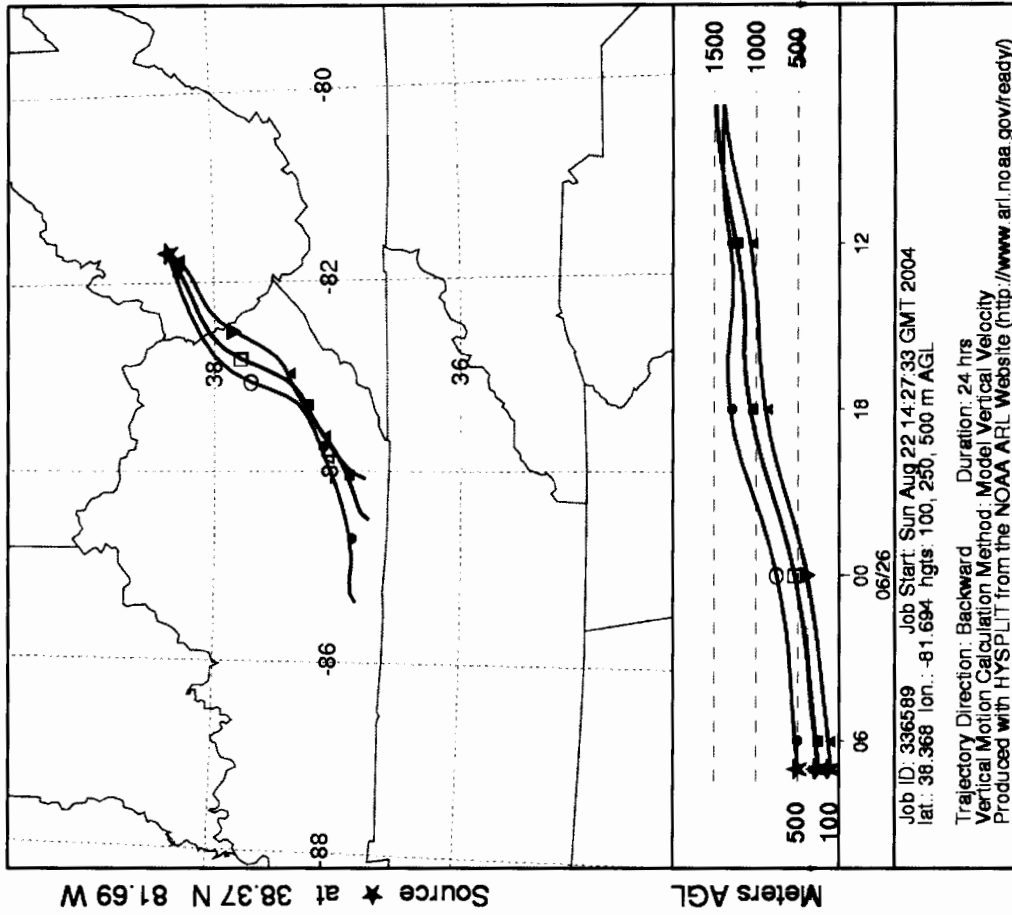 Source ★ at 38.37 N 81.69 W
-88
-86
-84
-82
-80
38
36
Meters AGL
1500
1000
500
500
100
06
00
18
12
06/26
Job ID: 336589 Job Start: Sun Aug 22 14:27:33 GMT 2004
lat.: 38.368 lon.: -81.694 hgts: 100, 250, 500 m AGL
Trajectory Direction: Backward Duration: 24 hrs
Vertical Motion Calculation Method: Model Vertical Velocity
Produced with HYSPLIT from the NOAA ARL Website (http://www.arl.noaa.gov/ready/)